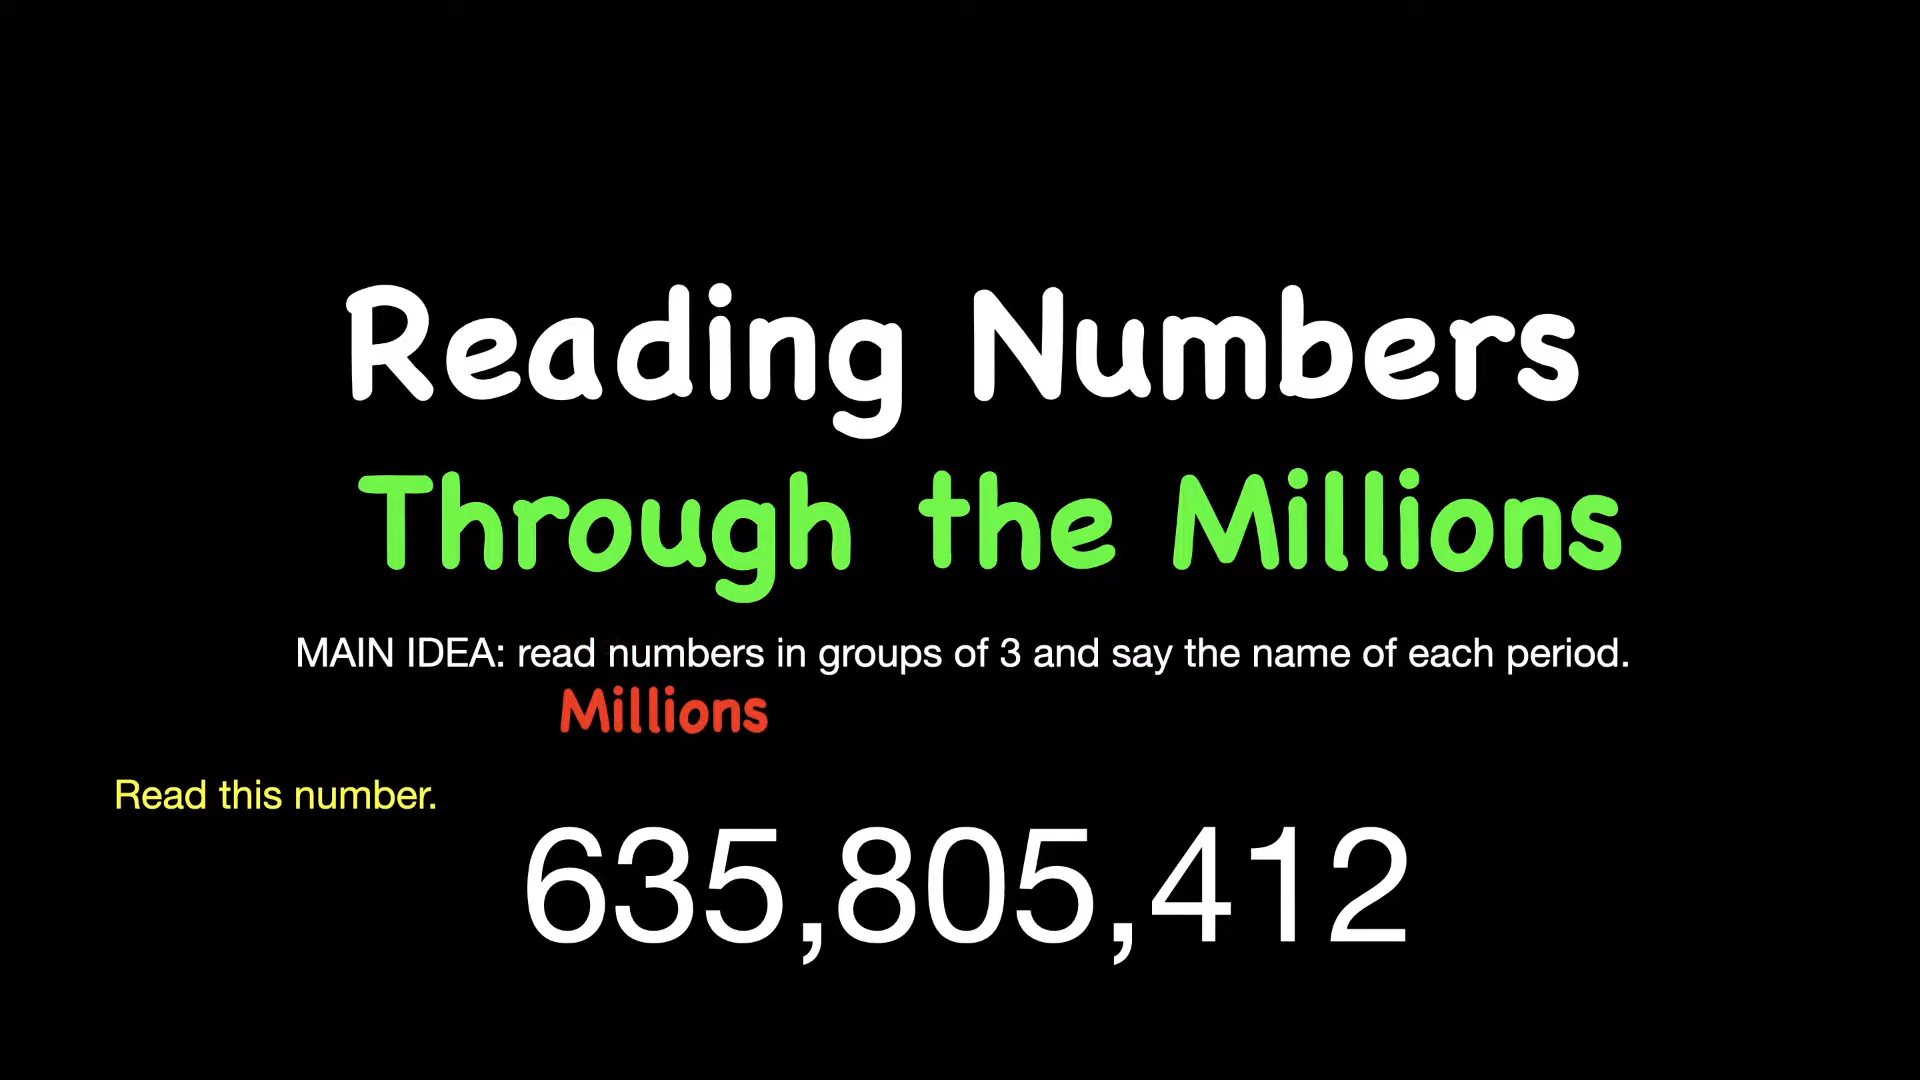 Reading Numbers
Through the Millions
MAIN IDEA: read numbers in groups of 3 and say the name of each period.
Millions
Read this number.
635,805,412